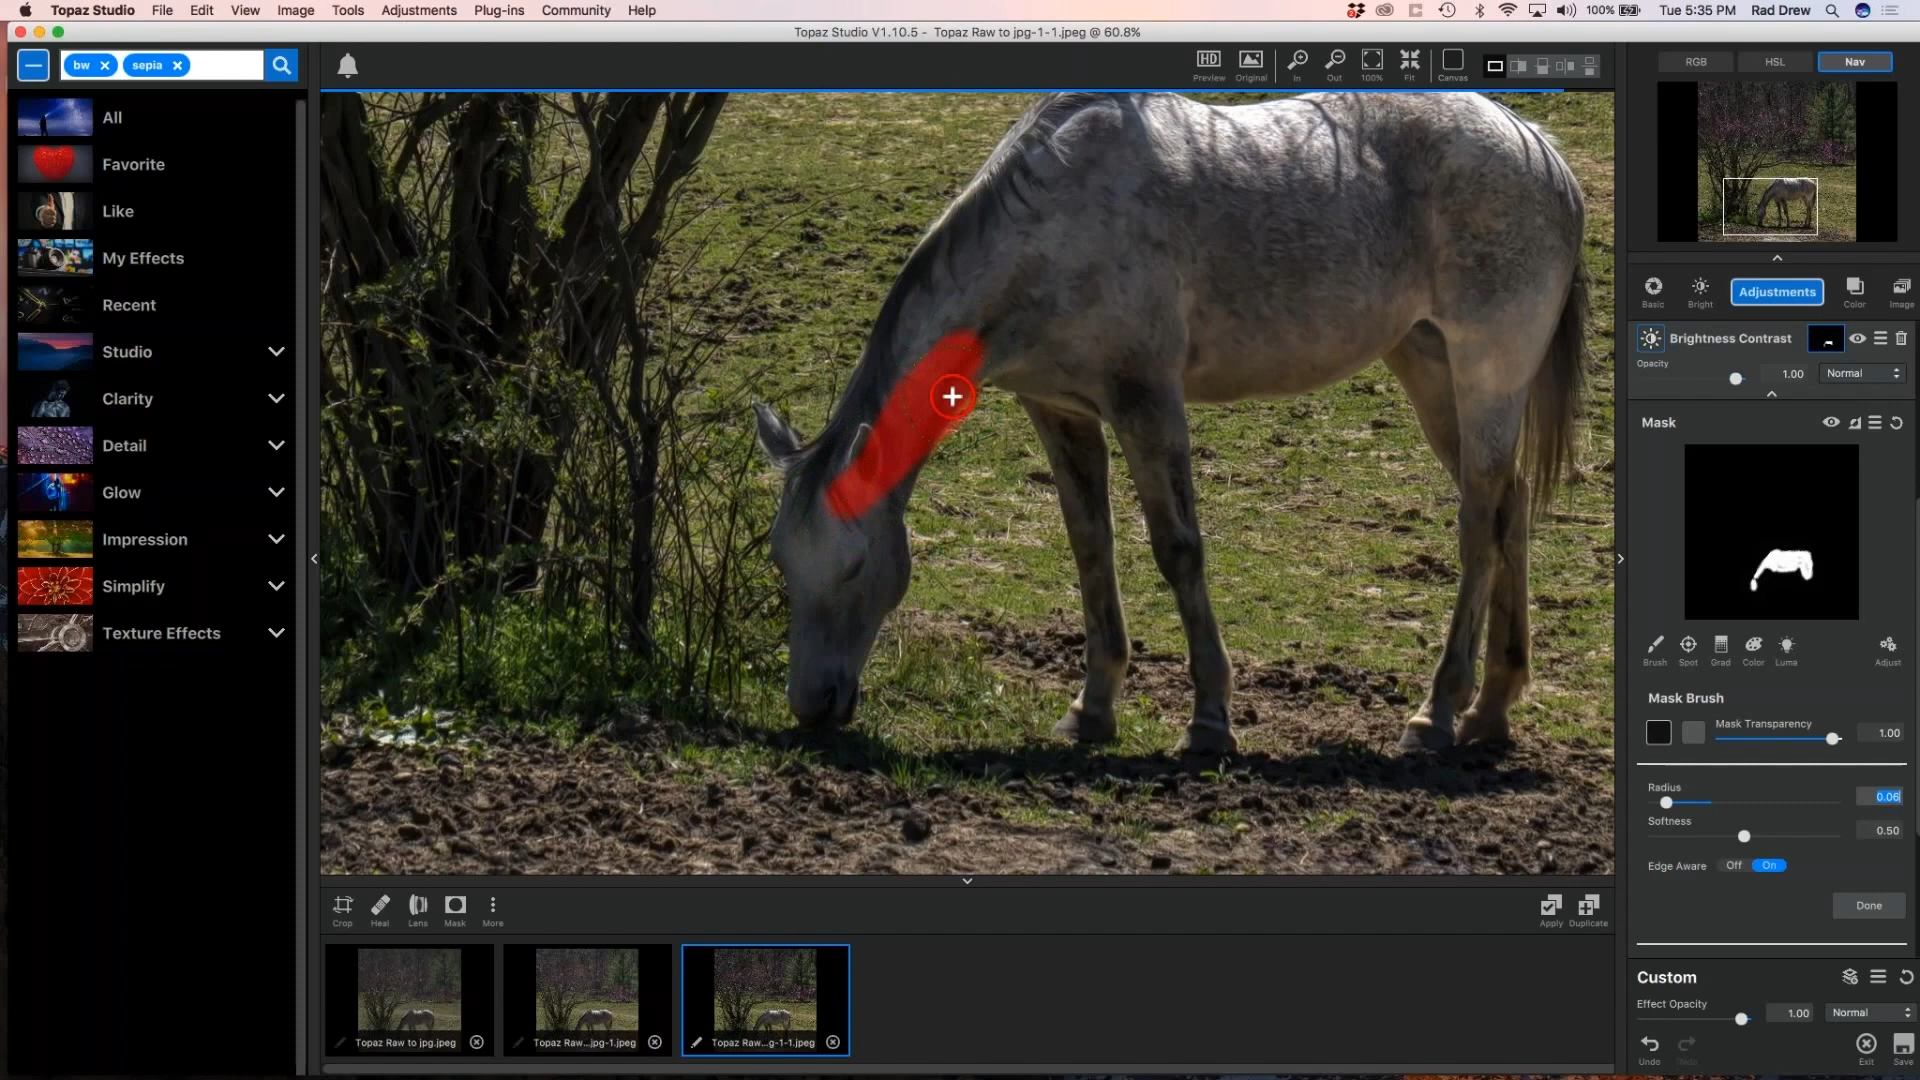 Topaz Studio File Edit View Image Tools Adjustments Plug-ins Community Help 100% Tue 5:35 PM Rad Drew
Topaz Studio V1.10.5 - Topaz Raw to jpg-1-1.jpeg @ 60.8%
bw sepia
HD
Preview Original In Out 100% Fit Canvas
RGB HSL Nav
All
Favorite
Like
My Effects
Recent
Studio
Clarity
Detail
Glow
Impression
Simplify
Texture Effects
Basic Bright Adjustments Color Image
Brightness Contrast
Opacity 1.00 Normal
Mask
Brush Spot Grad Color Luma Adjust
Mask Brush
Mask Transparency 1.00
Radius 0.06
Softness 0.50
Edge Aware Off On
Done
Crop Heal Lens Mask More Apply Duplicate
Topaz Raw to jpg.jpeg Topaz Raw...jpg-1.jpeg Topaz Raw...g-1-1.jpeg
Custom
Effect Opacity 1.00 Normal
Undo Redo Exit Save